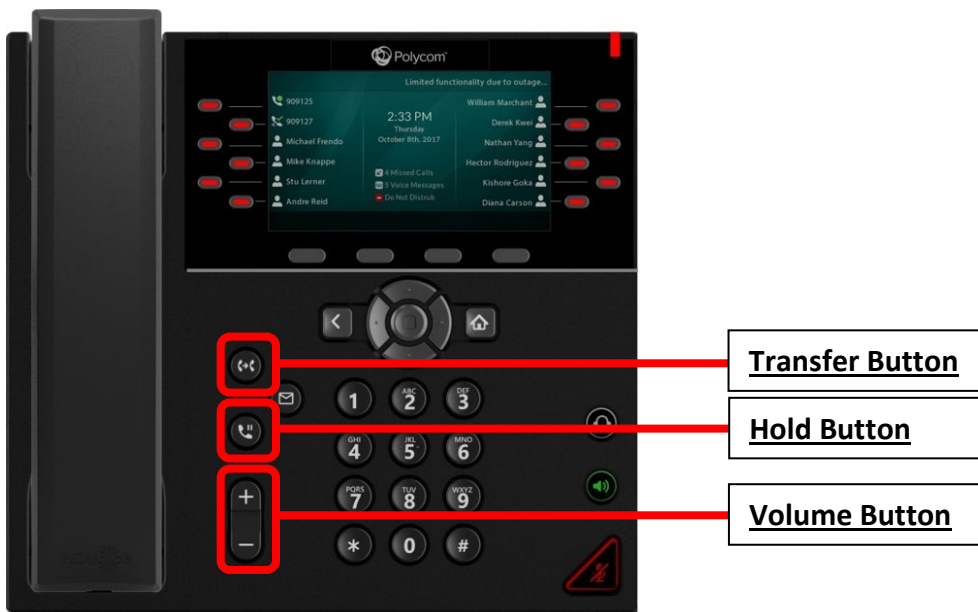 Polycom
Limited functionality due to outage...
909125
909127
Michael Frendo
Mike Knappe
Stu Lerner
Andre Reid
2:33 PM
Thursday
October 8th, 2017
4 Missed Calls
5 Voice Messages
Do Not Distrub
William Marchant
Derek Kwei
Nathan Yang
Hector Rodriguez
Kishore Goka
Diana Carson
Transfer Button
Hold Button
Volume Button
1
ABC
2
DEF
3
GHI
4
JKL
5
MNO
6
PQRS
7
TUV
8
WXYZ
9
*
0
#
+
−
HDvoice